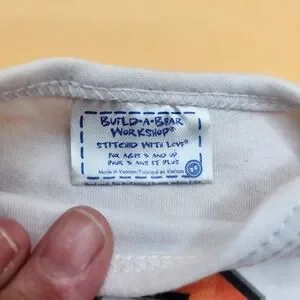 BUILD-A-BEAR
WORKSHOP®
STITCHED WITH LOVE®
FOR AGES 3 AND UP
POUR 3 ANS ET PLUS
Made in Vietnam/Fabriqué au Vietnam